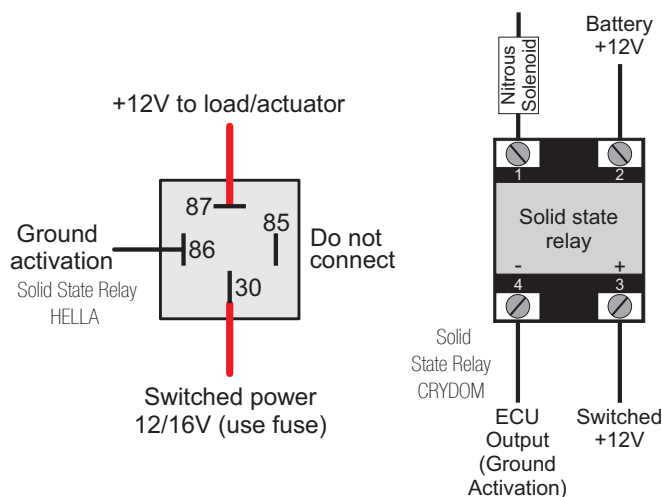 +12V to load/actuator
87
85
86
30
Ground
activation
Solid State Relay
HELLA
Do not
connect
Switched power
12/16V (use fuse)
Nitrous
Solenoid
Battery
+12V
1
2
Solid state
relay
- +
4
3
Solid
State Relay
CRYDOM
ECU
Output
(Ground
Activation)
Switched
+12V